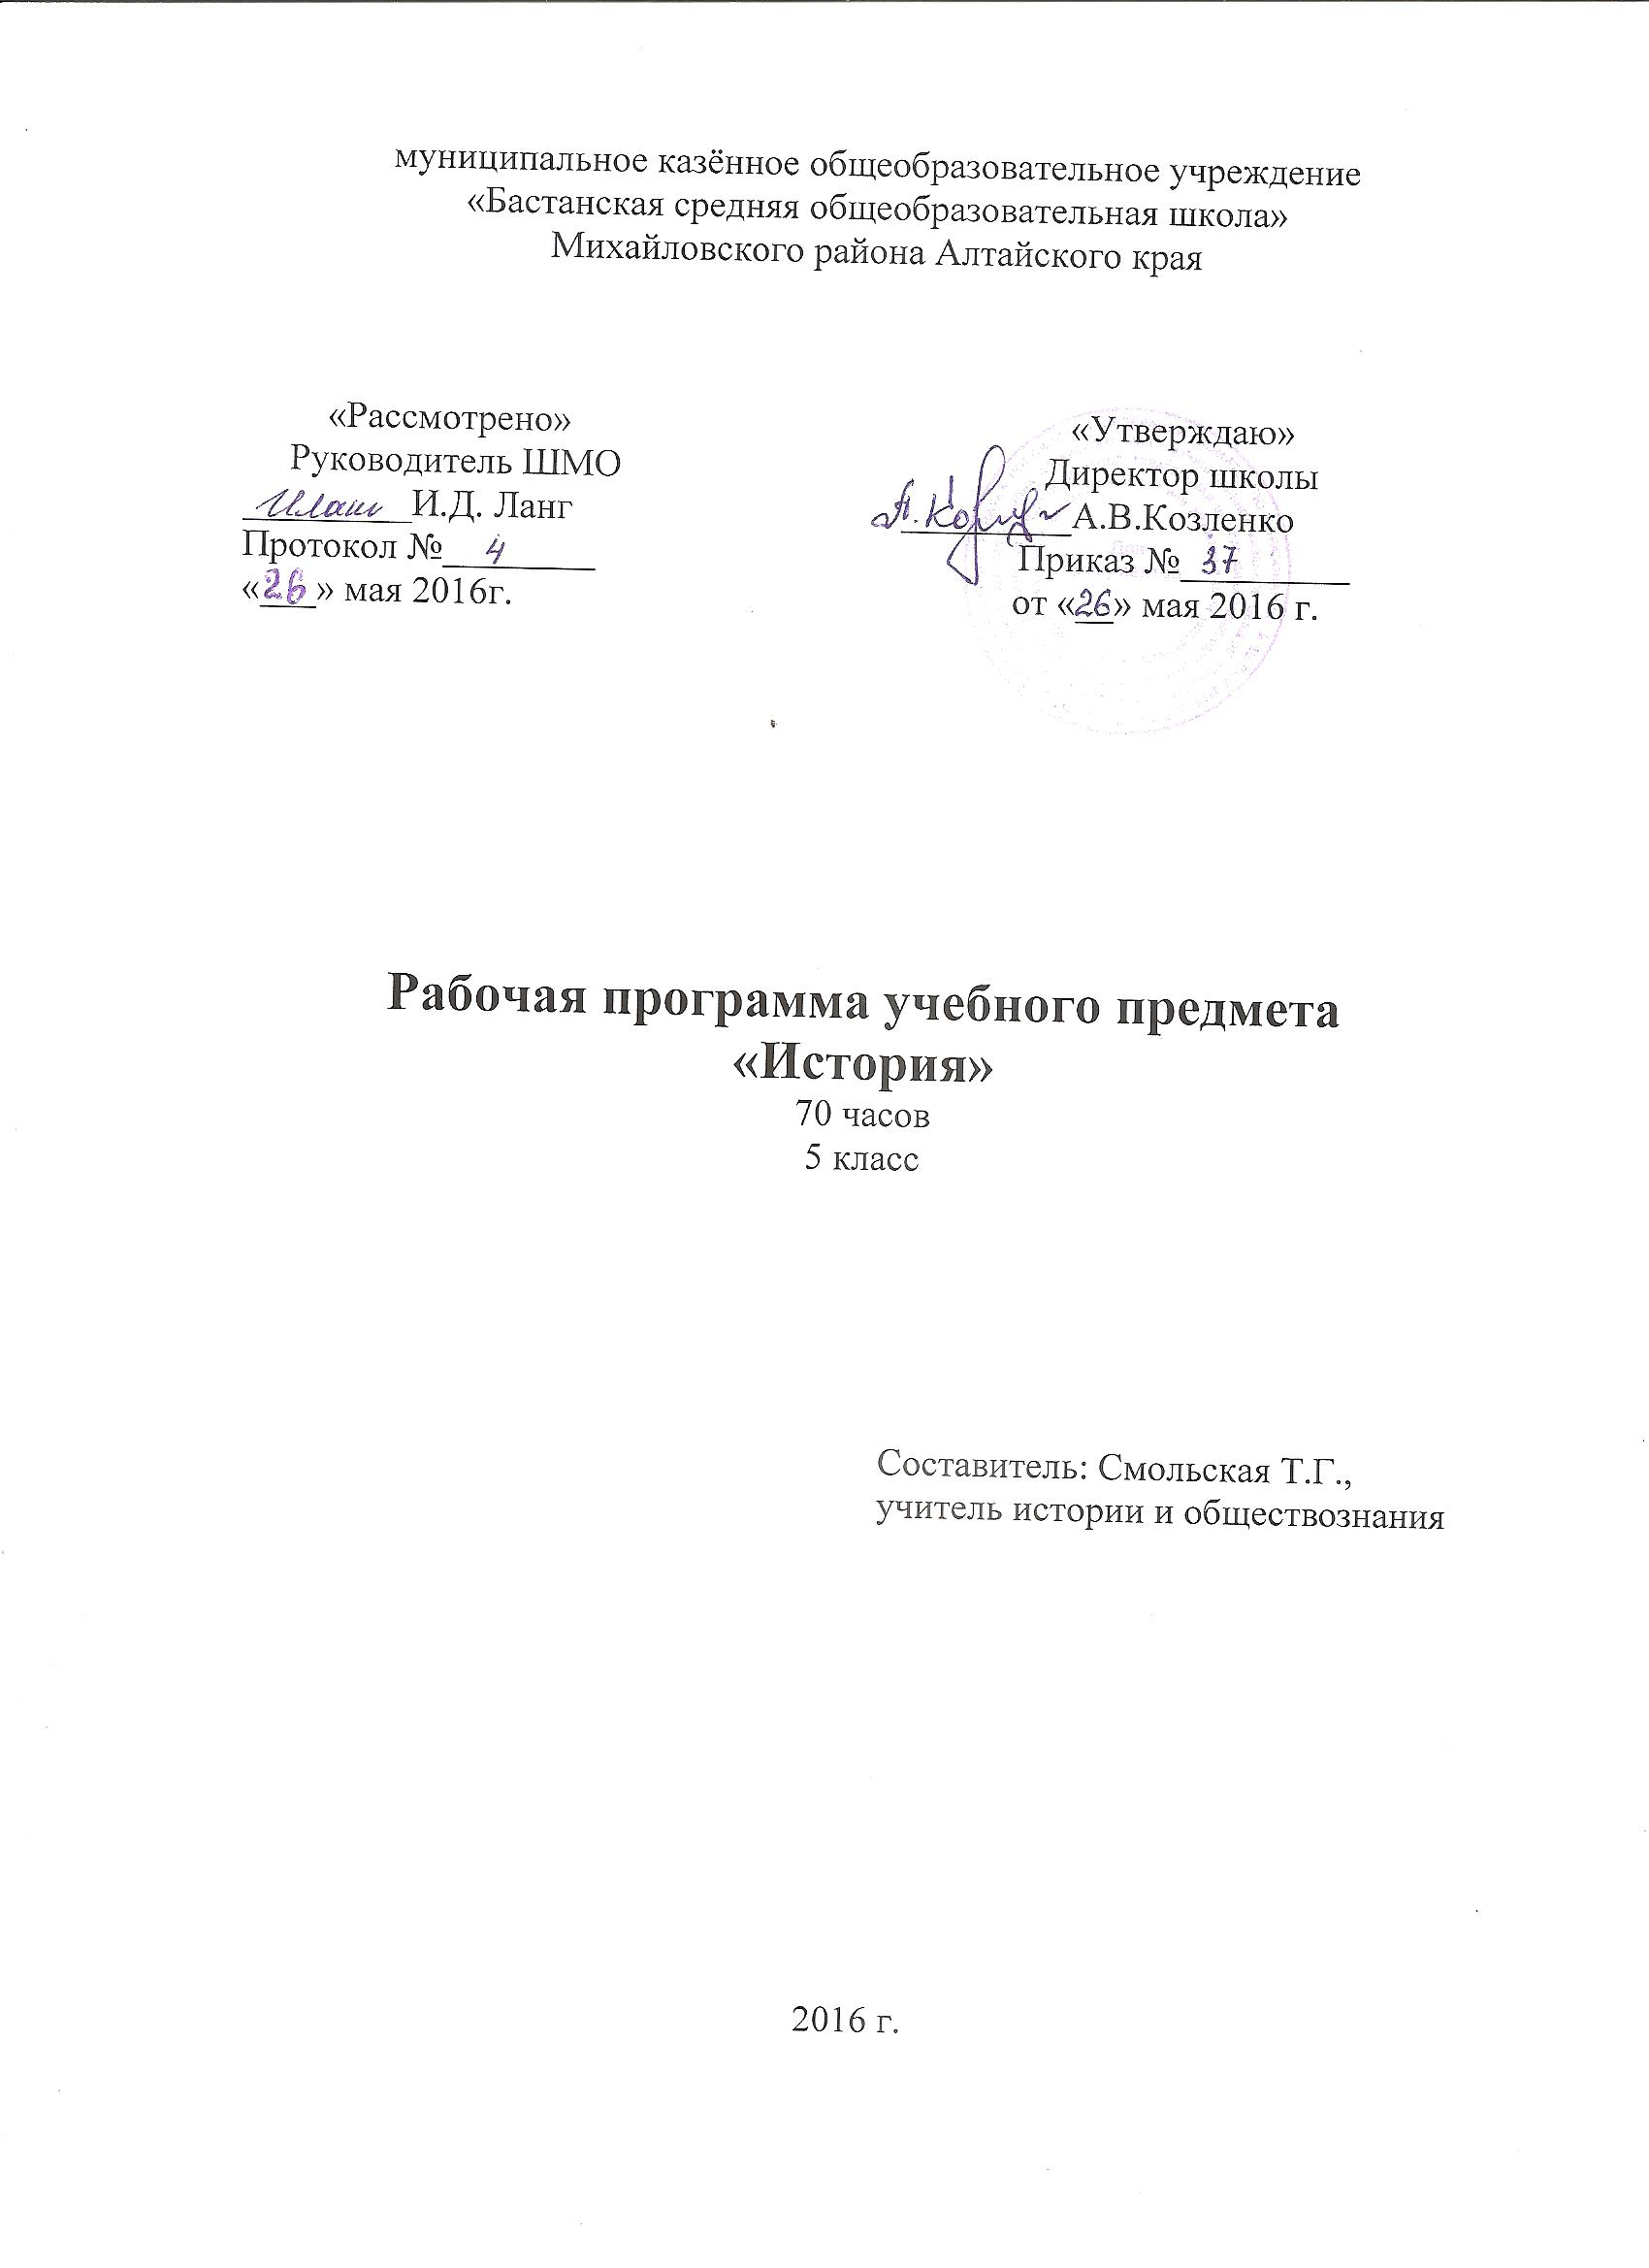 муниципальное казённое общеобразовательное учреждение
«Бастанская средняя общеобразовательная школа»
Михайловского района Алтайского края
«Рассмотрено»
Руководитель ШМО
И.Д. Ланг
Протокол № 4
«26» мая 2016г.
«Утверждаю»
Директор школы
А.В.Козленко
Приказ № 37
от «26» мая 2016 г.
Рабочая программа учебного предмета
«История»
70 часов
5 класс
Составитель: Смольская Т.Г.,
учитель истории и обществознания
2016 г.